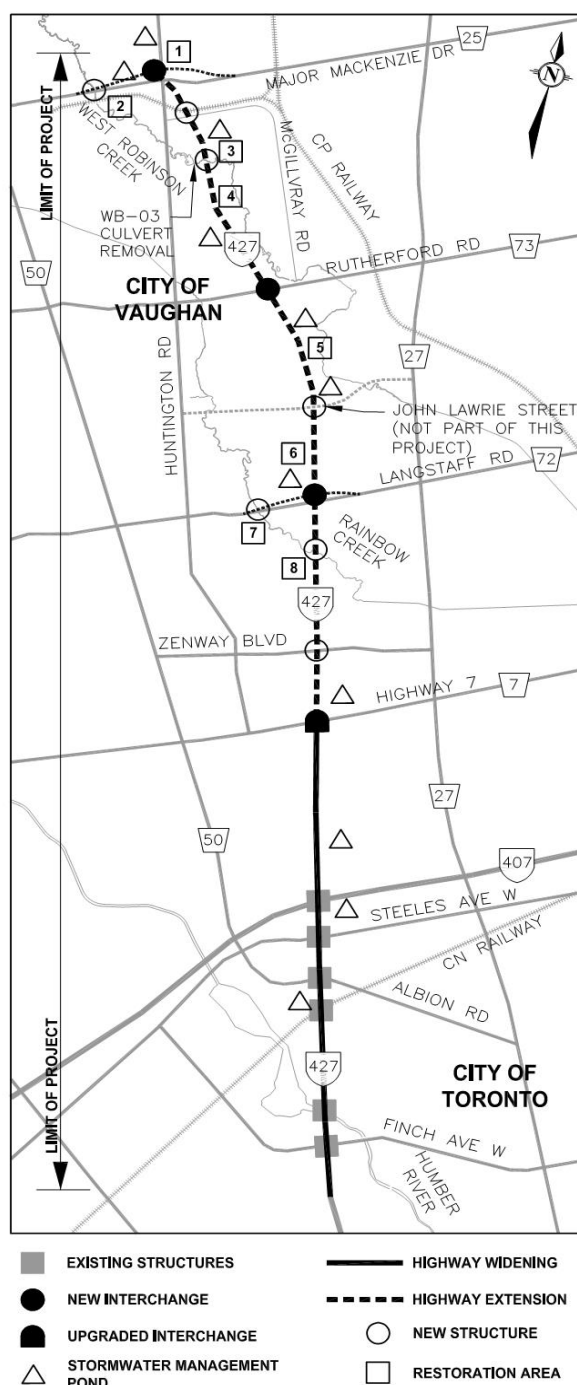 1
25
MAJOR MACKENZIE DR
2
WEST ROBINSON
CREEK
LIMIT OF PROJECT
3
McGILLVRAY RD
CP RAILWAY
N
WB-03
CULVERT
REMOVAL
4
427
50
CITY OF
VAUGHAN
RUTHERFORD RD
73
HUNTINGTON RD
5
27
JOHN LAWRIE STREET
(NOT PART OF THIS
PROJECT)
6
LANGSTAFF RD
72
7
RAINBOW
CREEK
8
427
ZENWAY BLVD
HIGHWAY 7
7
27
50
407
STEELES AVE W
CN RAILWAY
ALBION RD
427
CITY OF
TORONTO
LIMIT OF PROJECT
FINCH AVE W
HUMBER
RIVER
EXISTING STRUCTURES
HIGHWAY WIDENING
NEW INTERCHANGE
HIGHWAY EXTENSION
UPGRADED INTERCHANGE
NEW STRUCTURE
STORMWATER MANAGEMENT
POND
RESTORATION AREA